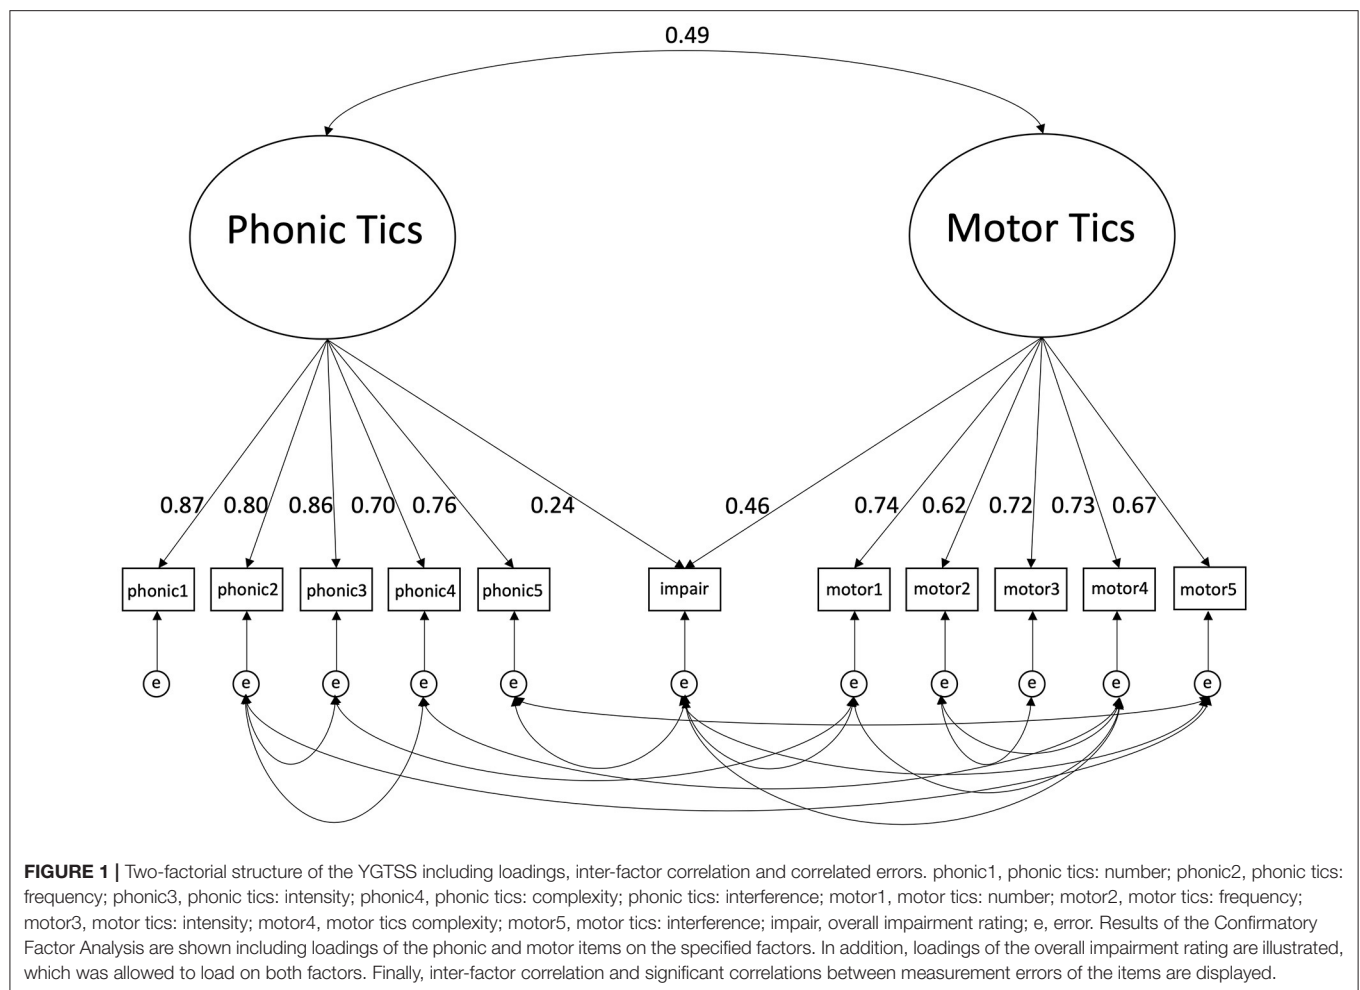 0.49
Phonic Tics
Motor Tics
0.87 0.80 0.86 0.70 0.76 0.24 0.46 0.74 0.62 0.72 0.73 0.67
phonic1 phonic2 phonic3 phonic4 phonic5 impair motor1 motor2 motor3 motor4 motor5
e e e e e e e e e e e
FIGURE 1 | Two-factorial structure of the YGTSS including loadings, inter-factor correlation and correlated errors. phonic1, phonic tics: number; phonic2, phonic tics:
frequency; phonic3, phonic tics: intensity; phonic4, phonic tics: complexity; phonic tics: interference; motor1, motor tics: number; motor2, motor tics: frequency;
motor3, motor tics: intensity; motor4, motor tics complexity; motor5, motor tics: interference; impair, overall impairment rating; e, error. Results of the Confirmatory
Factor Analysis are shown including loadings of the phonic and motor items on the specified factors. In addition, loadings of the overall impairment rating are illustrated,
which was allowed to load on both factors. Finally, inter-factor correlation and significant correlations between measurement errors of the items are displayed.